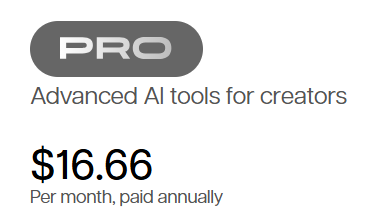 PRO
Advanced AI tools for creators
$16.66
Per month, paid annually